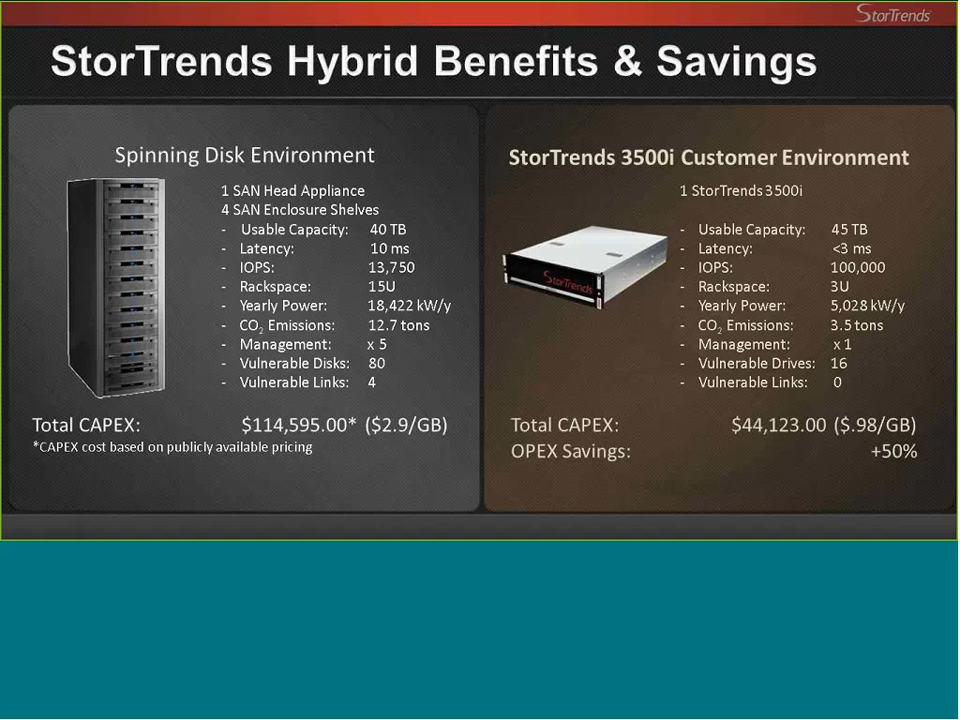 StorTrends
StorTrends Hybrid Benefits & Savings
Spinning Disk Environment
1 SAN Head Appliance
4 SAN Enclosure Shelves
- Usable Capacity: 40 TB
- Latency: 10 ms
- IOPS: 13,750
- Rackspace: 15U
- Yearly Power: 18,422 kW/y
- CO2 Emissions: 12.7 tons
- Management: x 5
- Vulnerable Disks: 80
- Vulnerable Links: 4
Total CAPEX: $114,595.00* ($2.9/GB)
*CAPEX cost based on publicly available pricing
StorTrends 3500i Customer Environment
1 StorTrends 3500i
StorTrends
- Usable Capacity: 45 TB
- Latency: <3 ms
- IOPS: 100,000
- Rackspace: 3U
- Yearly Power: 5,028 kW/y
- CO2 Emissions: 3.5 tons
- Management: x 1
- Vulnerable Drives: 16
- Vulnerable Links: 0
Total CAPEX: $44,123.00 ($.98/GB)
OPEX Savings: +50%